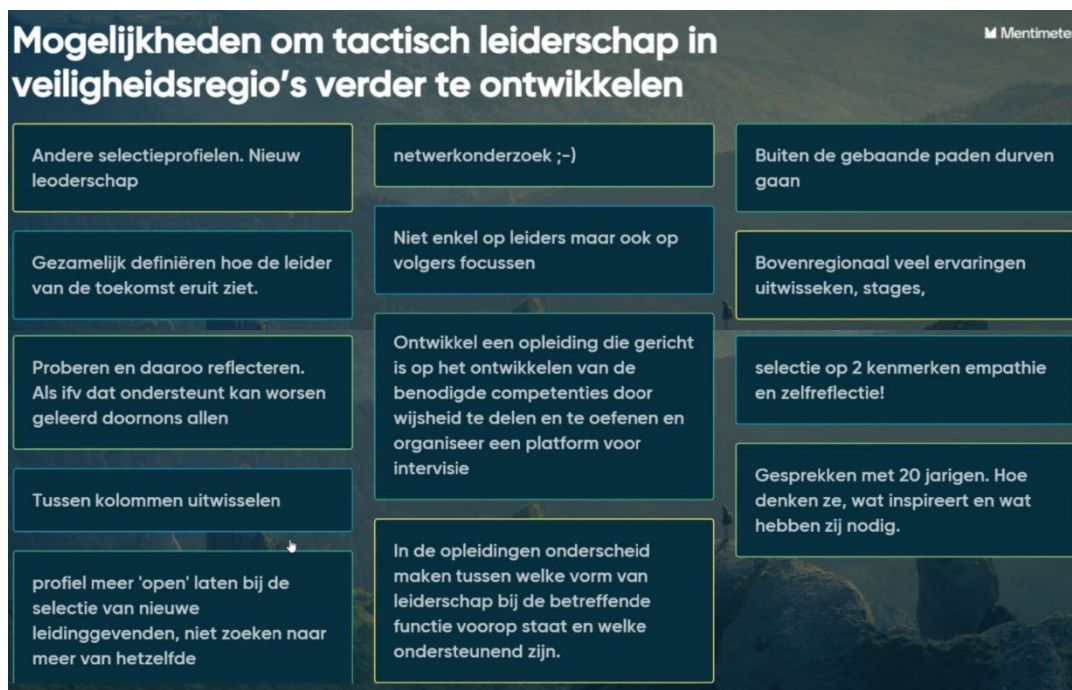 Mogelijkheden om tactisch leiderschap in
veiligheidsregio's verder te ontwikkelen
Mentimete
Andere selectieprofielen. Nieuw
leoderschap
Gezamelijk definiëren hoe de leider
van de toekomst eruit ziet.
Proberen en daaroo reflecteren.
Als ifv dat ondersteunt kan worsen
geleerd doornons allen
Tussen kolommen uitwisselen
profiel meer 'open' laten bij de
selectie van nieuwe
leidinggevenden, niet zoeken naar
meer van hetzelfde
netwerkonderzoek ;-)
Niet enkel op leiders maar ook op
volgers focussen
Ontwikkel een opleiding die gericht
is op het ontwikkelen van de
benodigde competenties door
wijsheid te delen en te oefenen en
organiseer een platform voor
intervisie
In de opleidingen onderscheid
maken tussen welke vorm van
leiderschap bij de betreffende
functie voorop staat en welke
ondersteunend zijn.
Buiten de gebaande paden durven
gaan
Bovenregionaal veel ervaringen
uitwisseken, stages,
selectie op 2 kenmerken empathie
en zelfreflectie!
Gesprekken met 20 jarigen. Hoe
denken ze, wat inspireert en wat
hebben zij nodig.